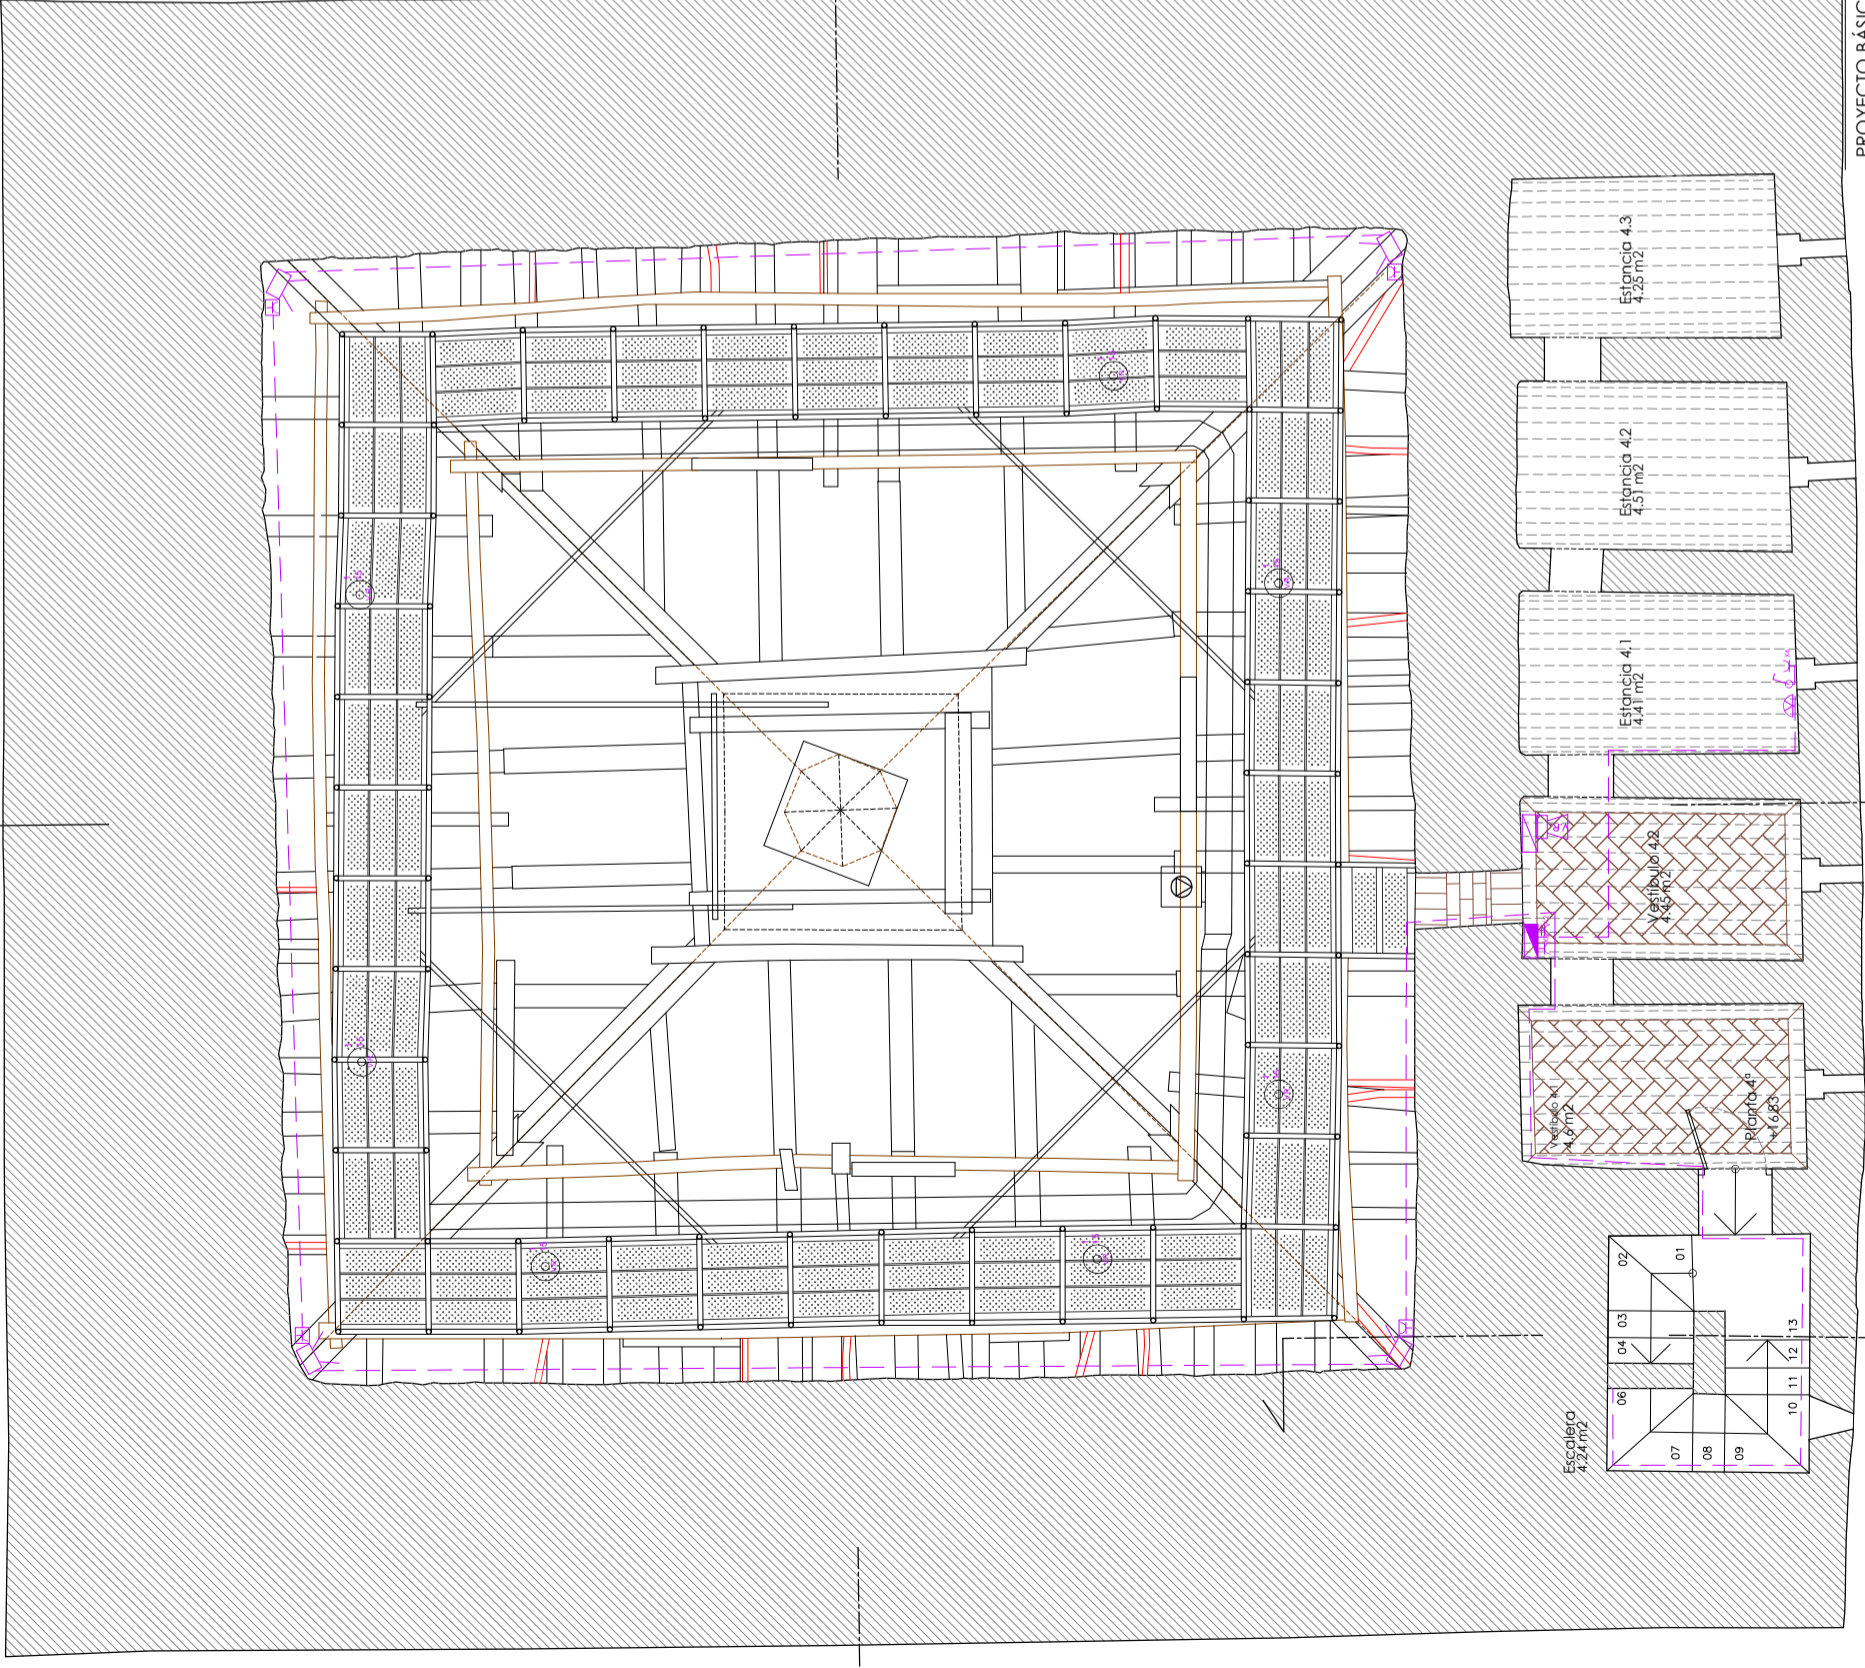 PROYECTO BÁSIC
Estancia 4.3
4.25 m2
Estancia 4.2
4.51 m2
Estancia 4.1
4.41 m2
Vestíbulo 4.2
4.45 m2
Vestíbulo 4.1
4.6 m2
Planta 4ª
+16.83
Escalera
4.24 m2
01
02
03
04
06
07
08
09
10
11
12
13